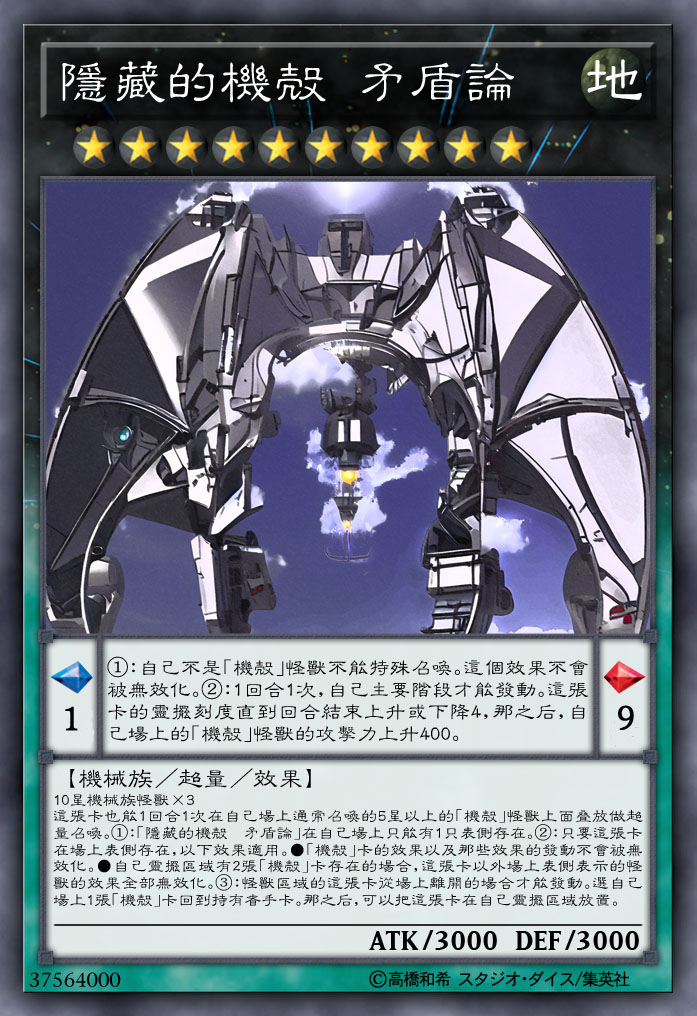 隱藏的機殼　矛盾論
地
①：自己不是「機殼」怪獸不能特殊召喚。這個效果不會
被無效化。②：1回合1次，自己主要階段才能發動。這張
卡的靈擺刻度直到回合結束上升或下降4，那之后，自
己場上的「機殼」怪獸的攻擊力上升400。
1
9
【機械族／超量／效果】
10星機械族怪獸×3
這張卡也能1回合1次在自己場上通常召喚的5星以上的「機殼」怪獸上面叠放做超
量召喚。①：「隱藏的機殼　矛盾論」在自己場上只能有1只表側存在。②：只要這張卡
在場上表側存在，以下效果適用。●「機殼」卡的效果以及那些效果的發動不會被無
效化。●自己靈擺區域有2張「機殼」卡存在的場合，這張卡以外場上表側表示的怪
獸的效果全部無效化。③：怪獸區域的這張卡從場上離開的場合才能發動。選自己
場上1張「機殼」卡回到持有者手卡。那之后，可以把這張卡在自己靈擺區域放置。
ATK/3000 DEF/3000
37564000
©高橋和希 スタジオ・ダイス/集英社